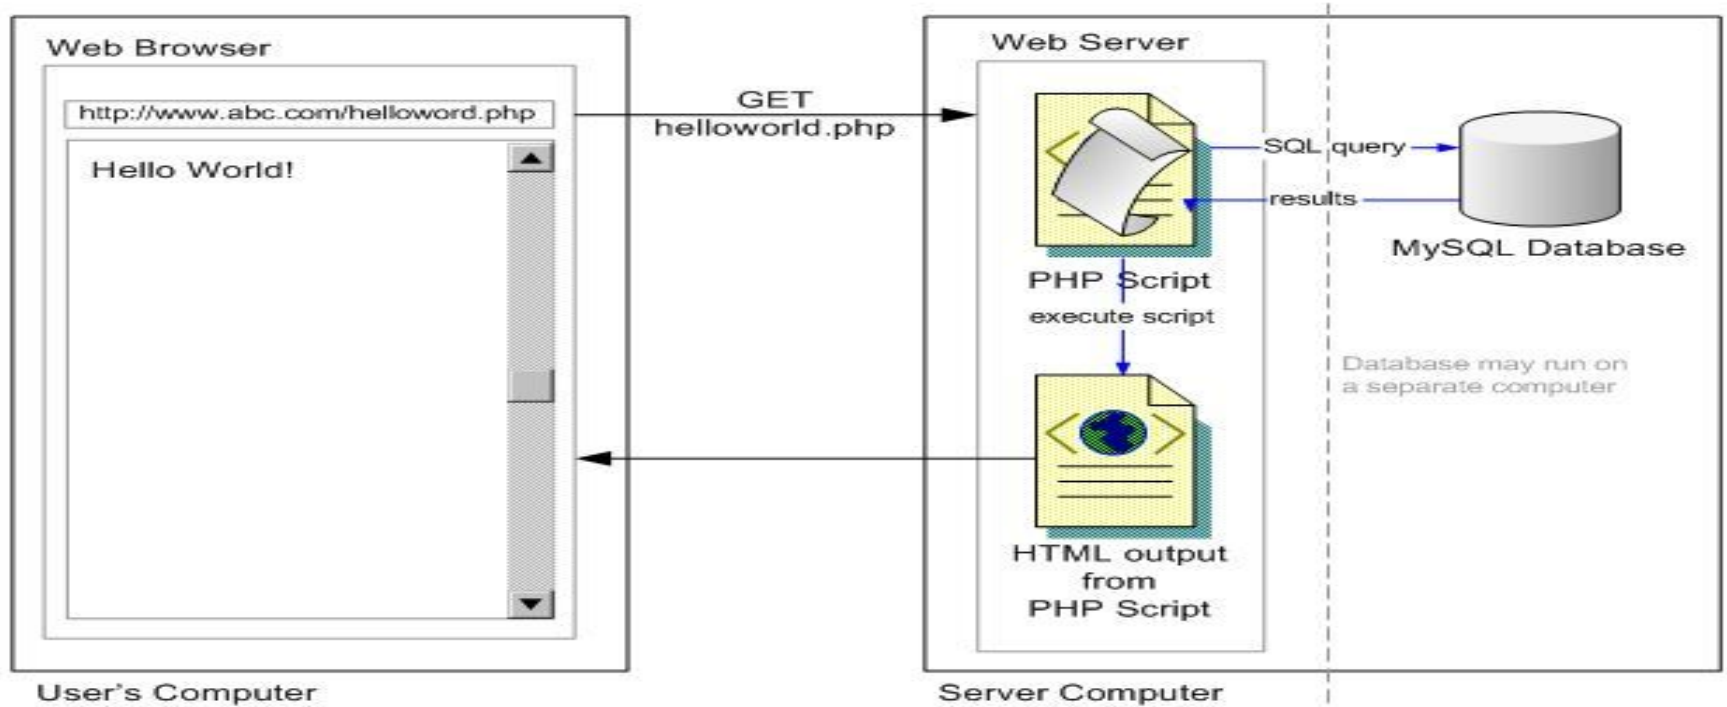 Web Browser
http://www.abc.com/helloword.php
Hello World!
User's Computer
GET
helloworld.php
Web Server
PHP Script
execute script
HTML output
from
PHP Script
SQL query
results
MySQL Database
Database may run on
a separate computer
Server Computer